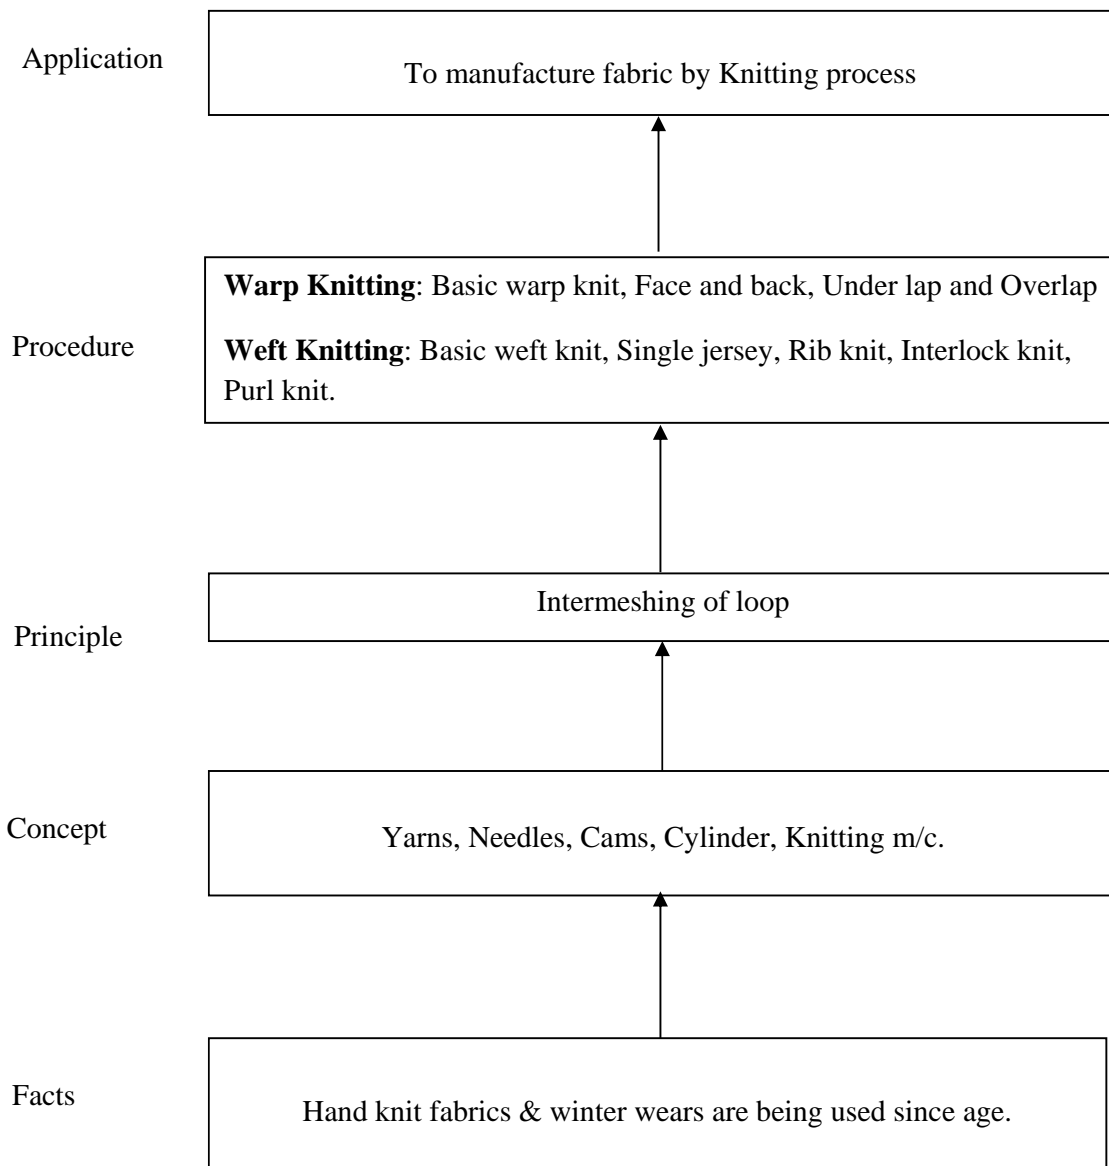 Application
To manufacture fabric by Knitting process
Warp Knitting: Basic warp knit, Face and back, Under lap and Overlap
Procedure
Weft Knitting: Basic weft knit, Single jersey, Rib knit, Interlock knit,
Purl knit.
Intermeshing of loop
Principle
Concept
Yarns, Needles, Cams, Cylinder, Knitting m/c.
Facts
Hand knit fabrics & winter wears are being used since age.